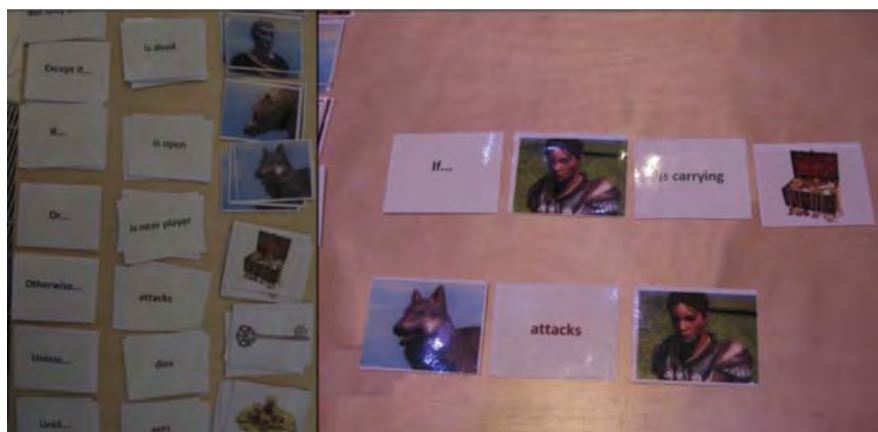 Except if...
is dead
If...
is open
Or...
is near player
Otherwise...
attacks
Unless...
dies
Until...
If...
is carrying
attacks